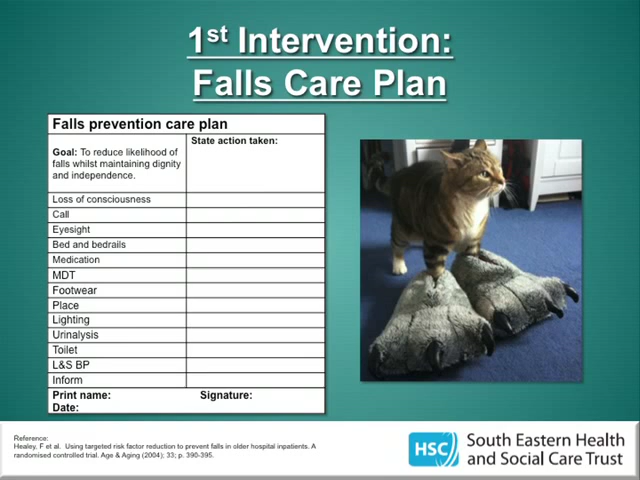 1st Intervention:
Falls Care Plan
Falls prevention care plan
Goal: To reduce likelihood of
falls whilst maintaining dignity
and independence.
State action taken:
Loss of consciousness
Call
Eyesight
Bed and bedrails
Medication
MDT
Footwear
Place
Lighting
Urinalysis
Toilet
L&S BP
Inform
Print name: Signature:
Date:
Reference:
Healey, F et al. Using targeted risk factor reduction to prevent falls in older hospital inpatients. A
randomised controlled trial. Age & Aging (2004); 33; p. 390-395.
HSC
South Eastern Health
and Social Care Trust